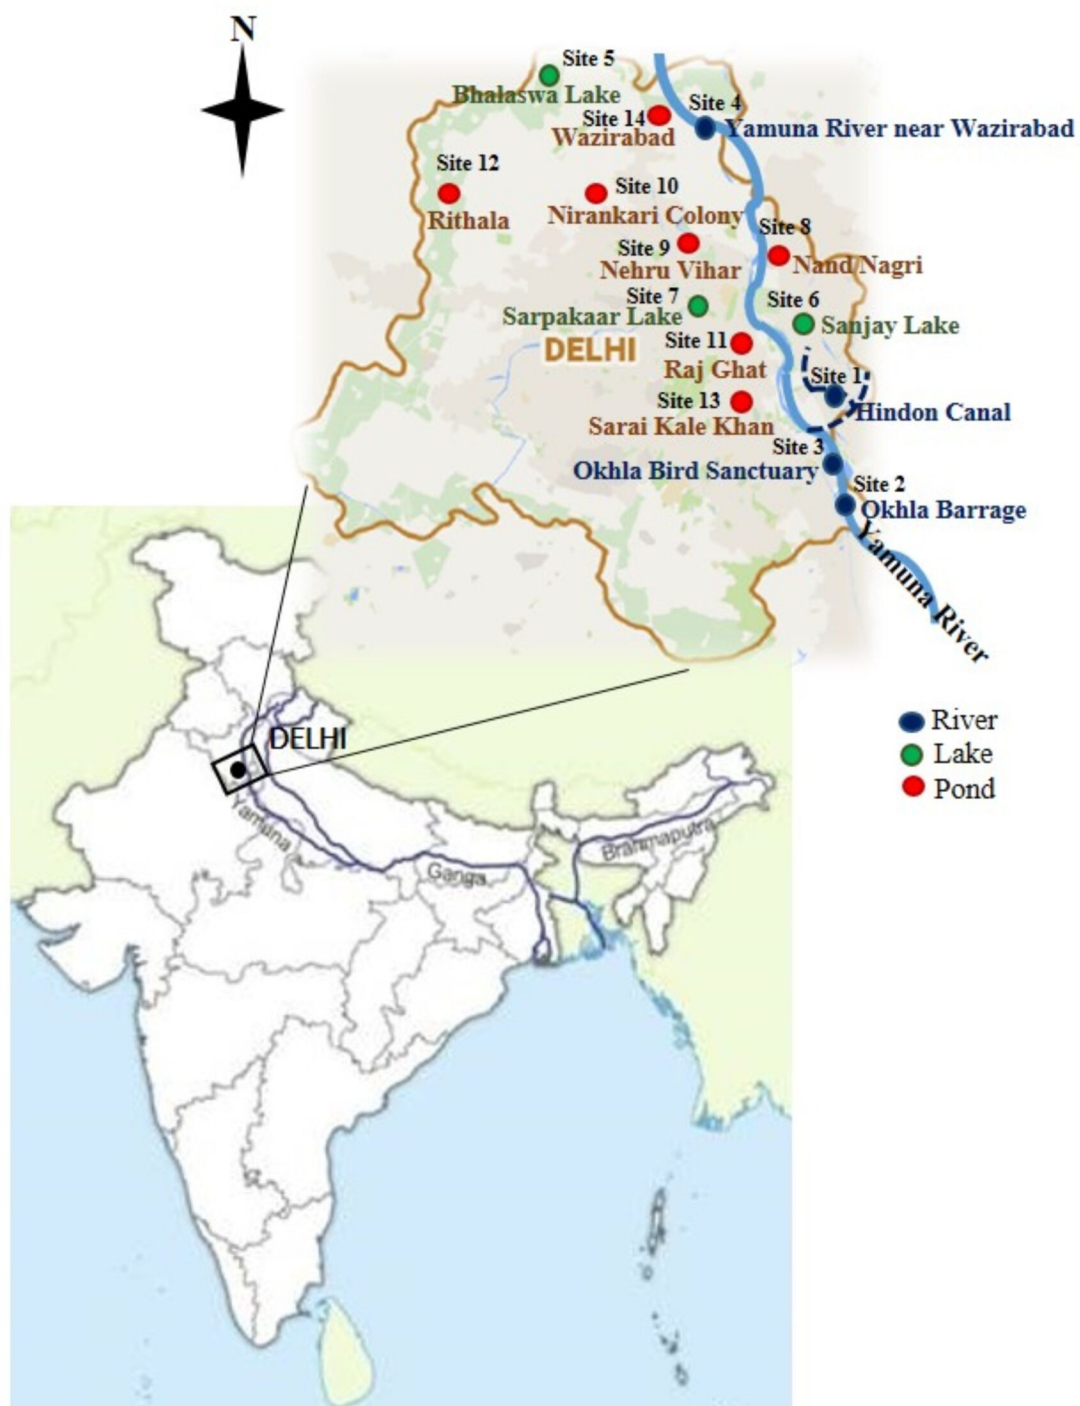 N
Site 5
Bhalaswa Lake
Site 4
Site 14
Yamuna River near Wazirabad
Wazirabad
Site 12
Site 10
Rithala
Nirankari Colony
Site 8
Site 9
Nand Nagri
Nehru Vihar
Site 7
Site 6
Sarpakaar Lake
Sanjay Lake
DELHI
Site 11
Raj Ghat
Site 1
Site 13
Hindon Canal
Sarai Kale Khan
Site 3
Okhla Bird Sanctuary
Site 2
Okhla Barrage
Yamuna River
River
Lake
Pond
DELHI
Yamuna
Ganga
Brahmaputra